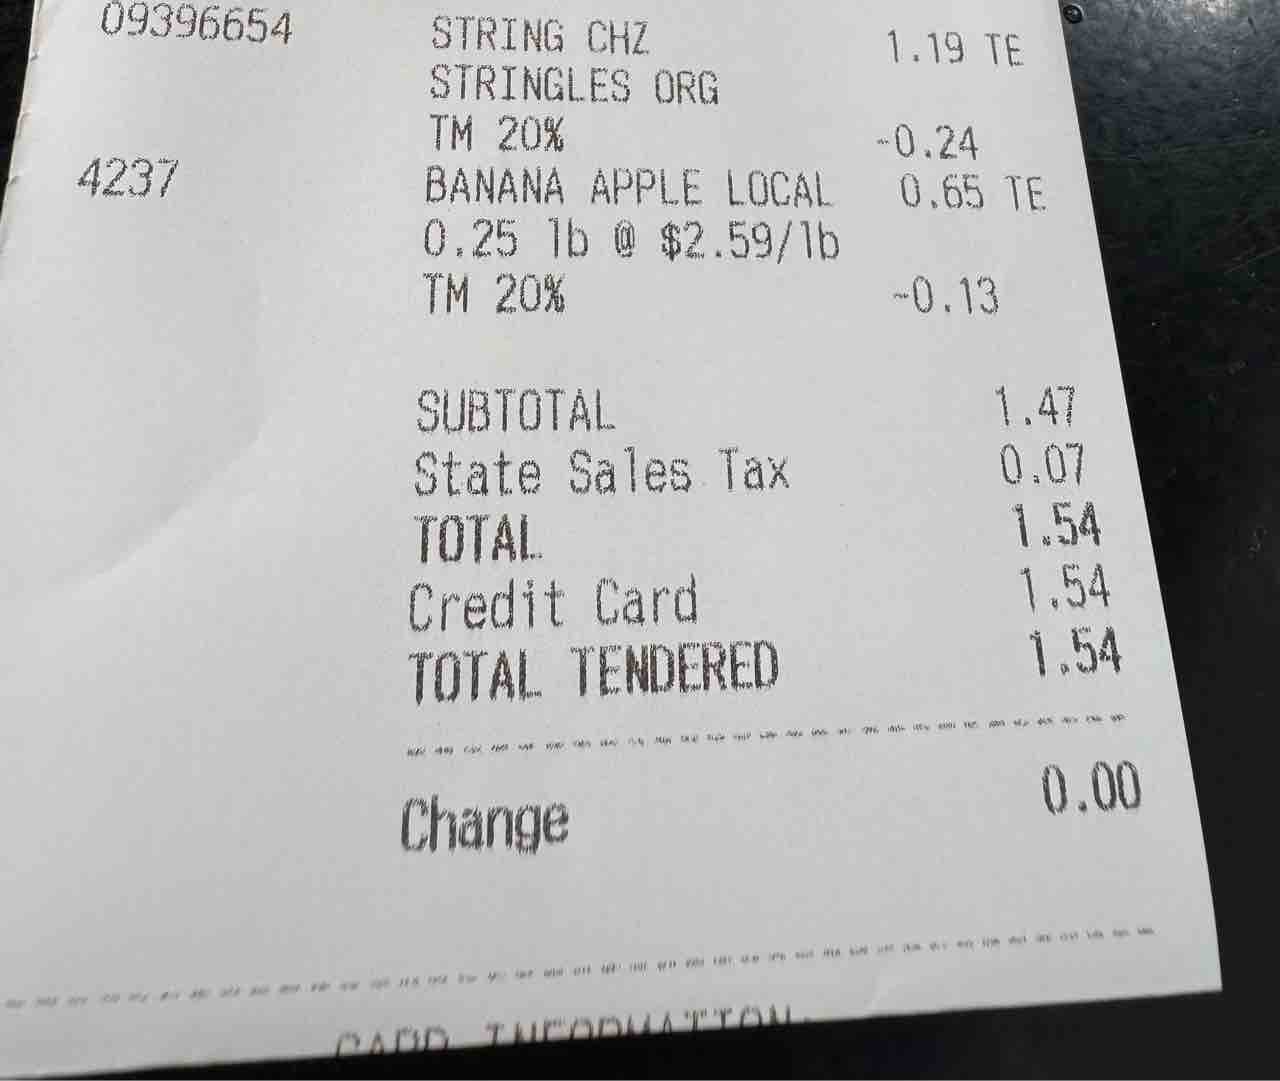 09396654 STRING CHZ 1.19 TE
STRINGLES ORG
TM 20% -0.24
4237 BANANA APPLE LOCAL 0.65 TE
0.25 lb @ $2.59/lb
TM 20% -0.13
SUBTOTAL 1.47
State Sales Tax 0.07
TOTAL 1.54
Credit Card 1.54
TOTAL TENDERED 1.54
Change 0.00
CARD INFORMATION